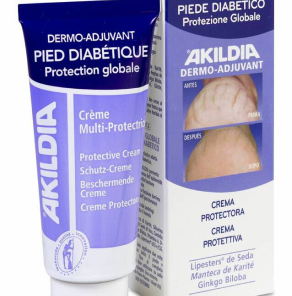 DERMO-ADJUVANT
PIED DIABÉTIQUE
Protection globale
AKILDIA
Crème
Multi-Protectrice
Protective Cream
Schutz-Creme
Beschermende
Creme
Creme Protectora
PIEDE DIABETICO
Protezione Globale
AKILDIA
DERMO-ADJUVANT
ANTES
PRIMA
DESPUÉS
DOPO
CREMA
PROTECTORA
CREMA
PROTETTIVA
Lipesters® de Seda
Manteca de Karité
Ginkgo Biloba